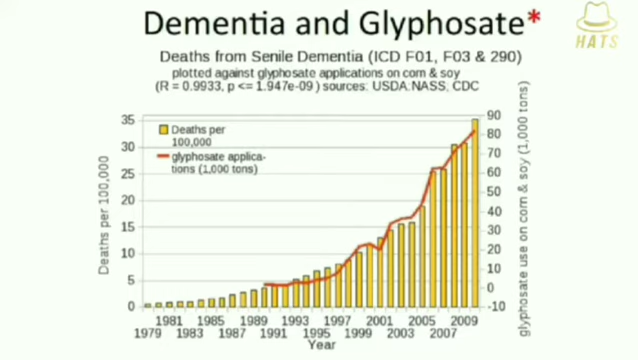 Dementia and Glyphosate*
HATS
Deaths from Senile Dementia (ICD F01, F03 & 290)
plotted against glyphosate applications on corn & soy
(R = 0.9933, p <= 1.947e-09 ) sources: USDA:NASS, CDC
Deaths per
100,000
glyphosate applica-
tions (1,000 tons)
Deaths per 100,000
35
30
25
20
15
10
5
0
90
80
70
60
50
40
30
20
10
0
-10
glyphosate use on corn & soy (1,000 tons)
1981 1985 1989 1993 1997 2001 2005 2009
1979 1983 1987 1991 1995 1999 2003 2007
Year